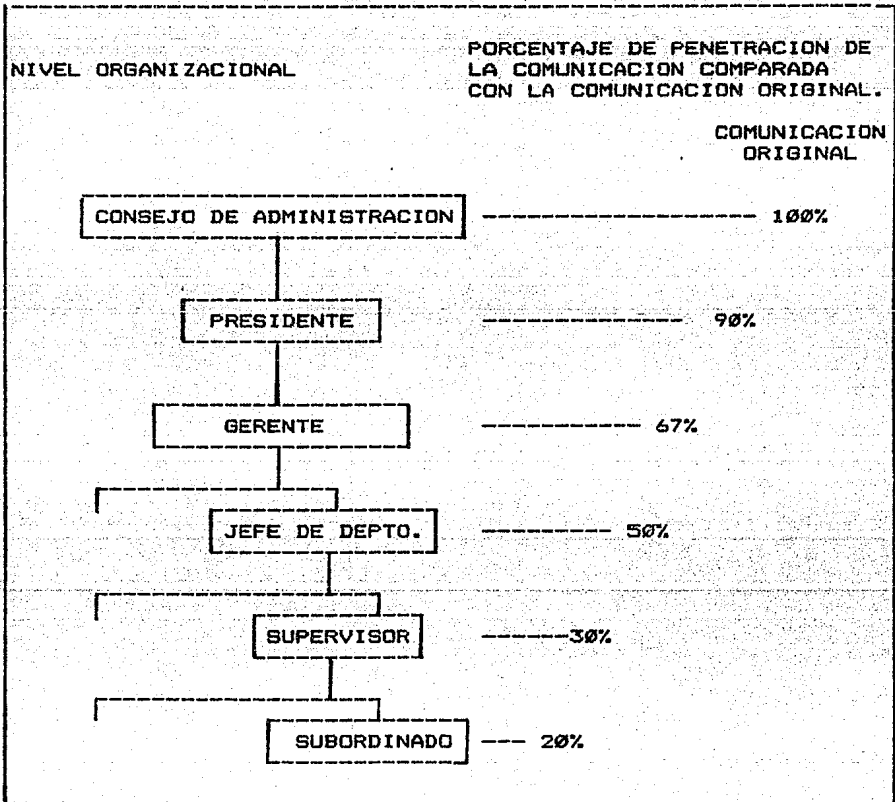 NIVEL ORGANIZACIONAL
PORCENTAJE DE PENETRACION DE
LA COMUNICACION COMPARADA
CON LA COMUNICACION ORIGINAL.
COMUNICACION
ORIGINAL
CONSEJO DE ADMINISTRACION ------------------- 100%
PRESIDENTE -------------- 90%
GERENTE ----------- 67%
JEFE DE DEPTO. --------- 50%
SUPERVISOR ------30%
SUBORDINADO --- 20%